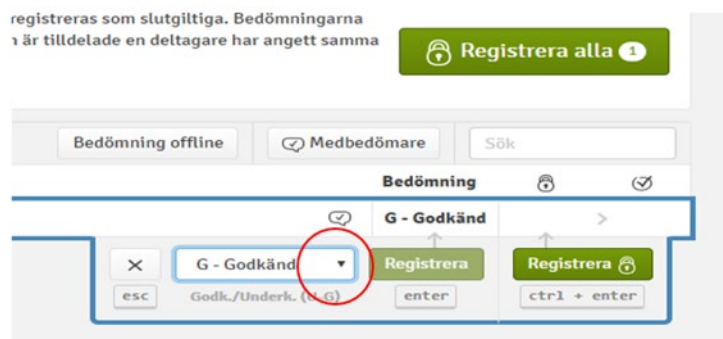 registreras som slutgiltiga. Bedömningarna
är tilldelade en deltagare har angett samma
Registrera alla 1
Bedömning offline Medbedömare Sök
Bedömning
G - Godkänd >
× G - Godkänd ▾ Registrera Registrera
esc Godk./Underk. (U,G) enter ctrl + enter